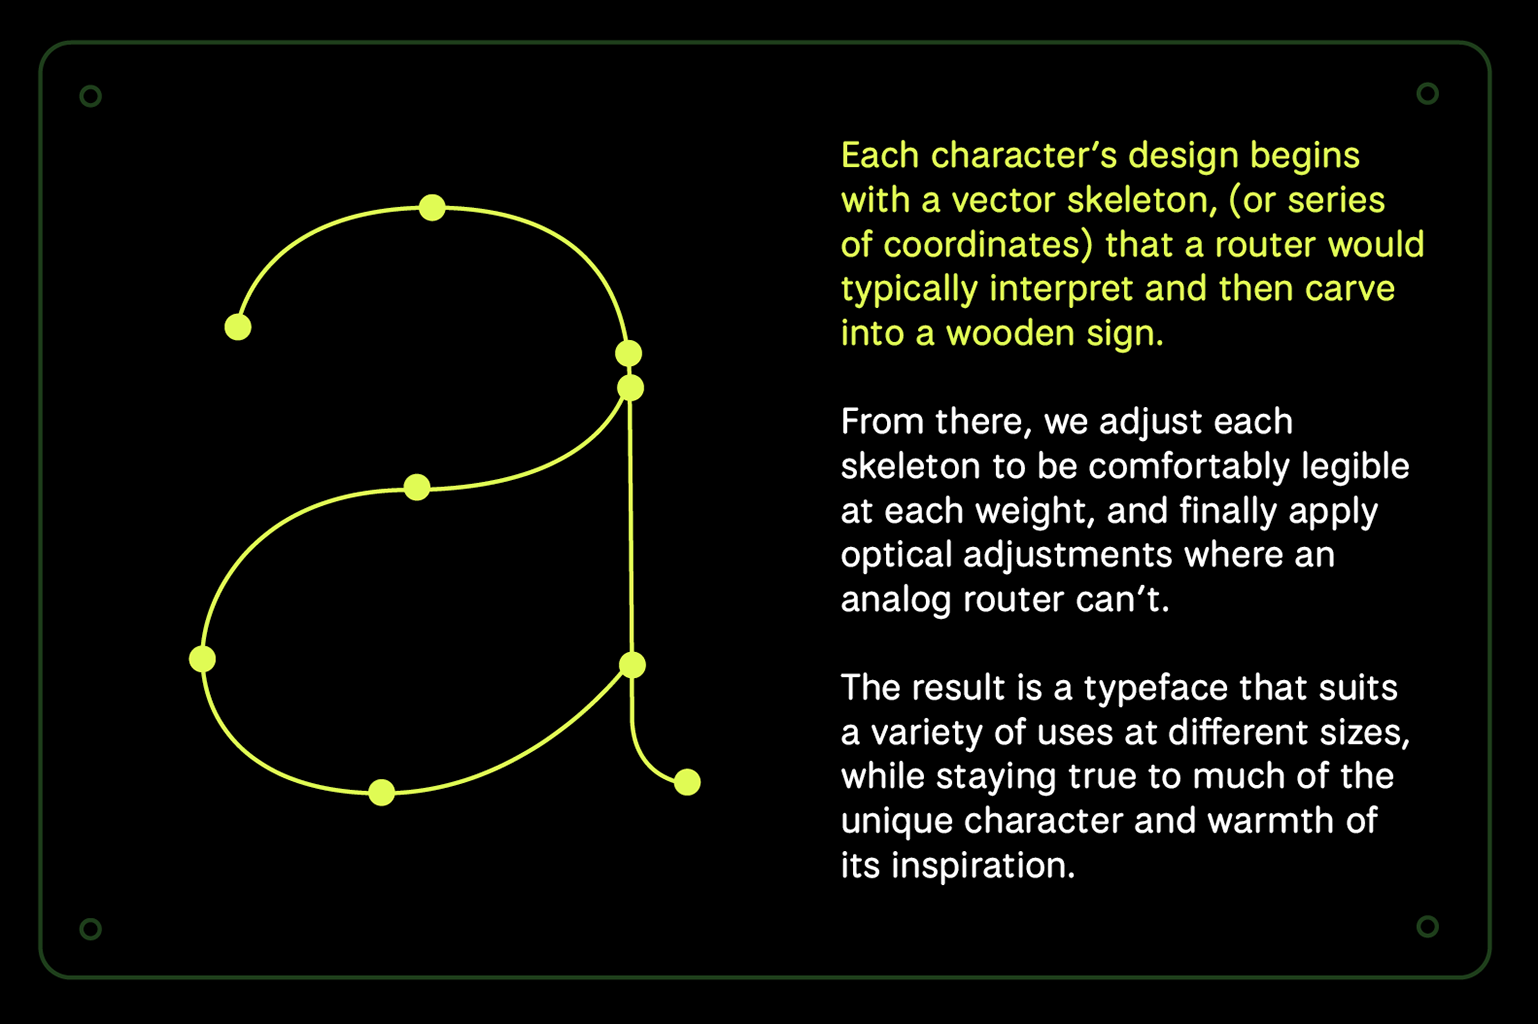 Each character’s design begins
with a vector skeleton, (or series
of coordinates) that a router would
typically interpret and then carve
into a wooden sign.
From there, we adjust each
skeleton to be comfortably legible
at each weight, and finally apply
optical adjustments where an
analog router can’t.
The result is a typeface that suits
a variety of uses at different sizes,
while staying true to much of the
unique character and warmth of
its inspiration.